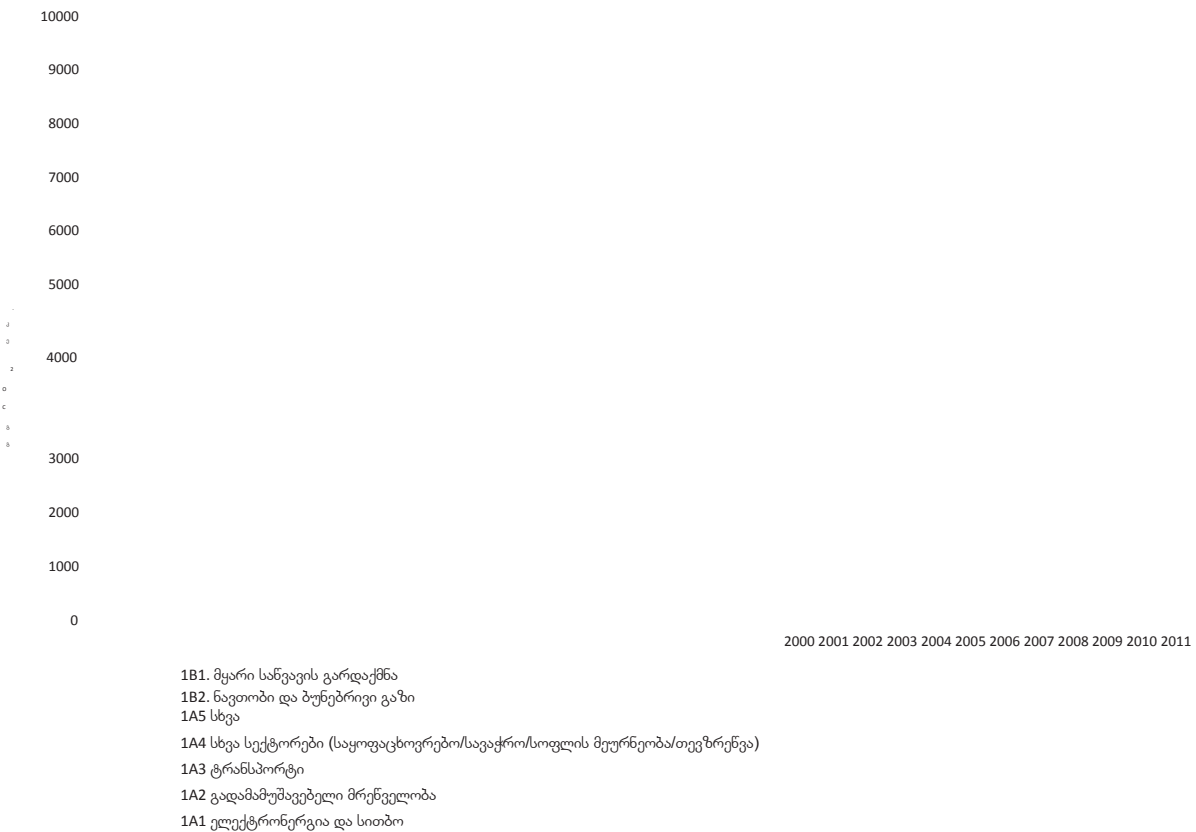 10000
9000
8000
7000
6000
5000
4000
3000
2000
1000
0
2000 2001 2002 2003 2004 2005 2006 2007 2008 2009 2010 2011
1B1. მყარი საწვავის გარდაქმნა
1B2. ნავთობი და ბუნებრივი გაზი
1A5 სხვა
1A4 სხვა სექტორები (საყოფაცხოვრებო/სავაჭრო/სოფლის მეურნეობა/თევზრეწვა)
1A3 ტრანსპორტი
1A2 გადამამუშავებელი მრეწველობა
1A1 ელექტრონერგია და სითბო